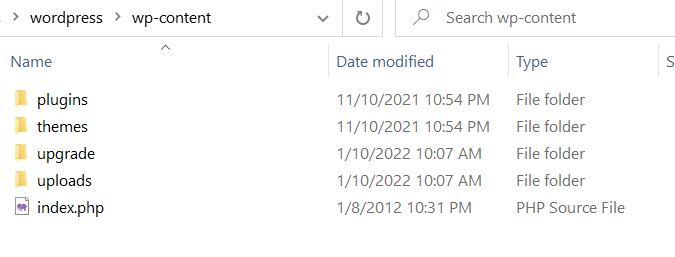 wordpress > wp-content
Search wp-content
Name Date modified Type S
plugins 11/10/2021 10:54 PM File folder
themes 11/10/2021 10:54 PM File folder
upgrade 1/10/2022 10:07 AM File folder
uploads 1/10/2022 10:07 AM File folder
index.php 1/8/2012 10:31 PM PHP Source File